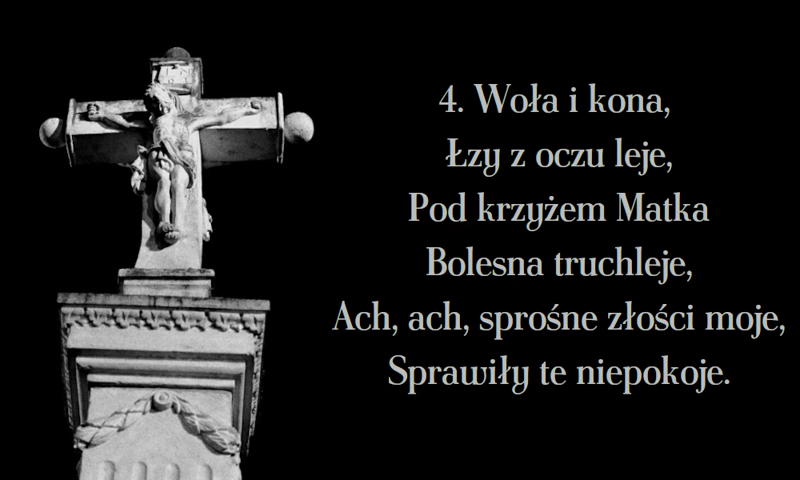 4. Woła i kona,
Łzy z oczu leje,
Pod krzyżem Matka
Bolesna truchleje,
Ach, ach, sprośne złości moje,
Sprawiły te niepokoje.